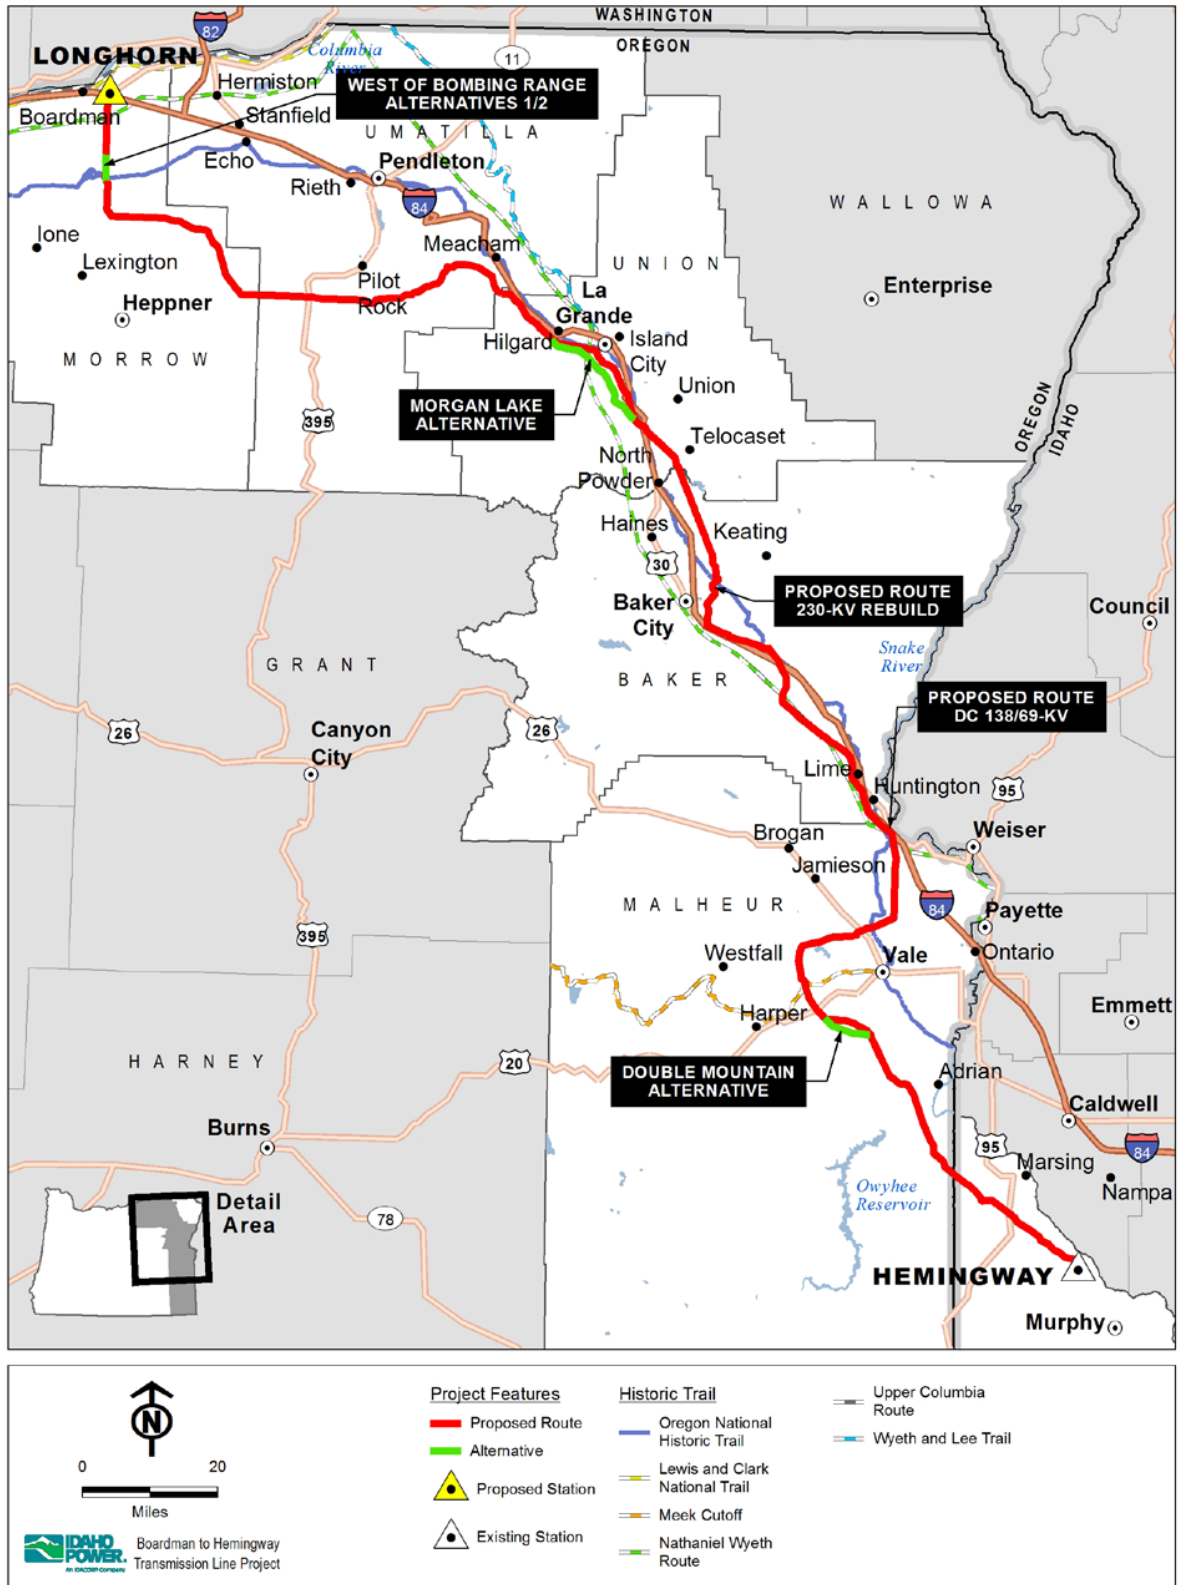 WASHINGTON
OREGON
82
LONGHORN
Columbia
River
11
WEST OF BOMBING RANGE
ALTERNATIVES 1/2
Hermiston
Boardman
Stanfield
UMATILLA
Echo
Pendleton
Rieth
84
WALLOWA
Ione
Meacham
Lexington
Pilot
Rock
UNION
La
Grande
Enterprise
Heppner
Hilgard
Island
City
MORROW
MORGAN LAKE
ALTERNATIVE
Union
395
Telocaset
OREGON
IDAHO
North
Powder
Haines
Keating
30
PROPOSED ROUTE
230-KV REBUILD
Baker
City
Council
Snake
River
GRANT
BAKER
PROPOSED ROUTE
DC 138/69-KV
26
Canyon
City
26
Lime
Huntington
95
Weiser
Brogan
Jamieson
MALHEUR
84
Payette
395
Westfall
Vale
Ontario
Harper
Emmett
HARNEY
20
DOUBLE MOUNTAIN
ALTERNATIVE
Adrian
Caldwell
Burns
95
84
Marsing
Nampa
Detail
Area
78
Owyhee
Reservoir
HEMINGWAY
Murphy
N
0 20
Miles
IDAHO
POWER.
An IDACORP Company
Boardman to Hemingway
Transmission Line Project
Project Features
Proposed Route
Alternative
Proposed Station
Existing Station
Historic Trail
Oregon National
Historic Trail
Lewis and Clark
National Trail
Meek Cutoff
Nathaniel Wyeth
Route
Upper Columbia
Route
Wyeth and Lee Trail